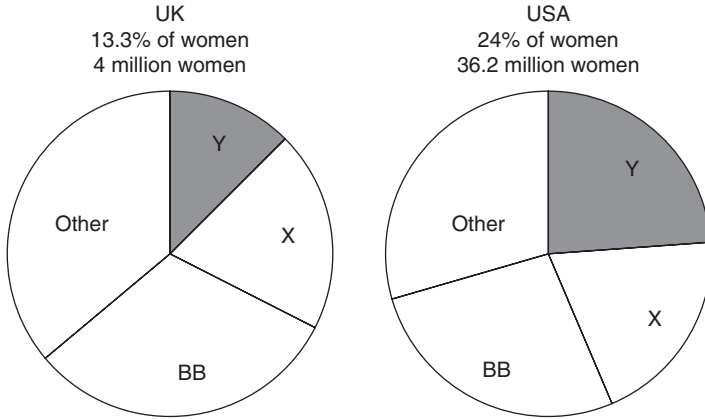 UK
13.3% of women
4 million women
Y
X
BB
Other
USA
24% of women
36.2 million women
Y
X
BB
Other